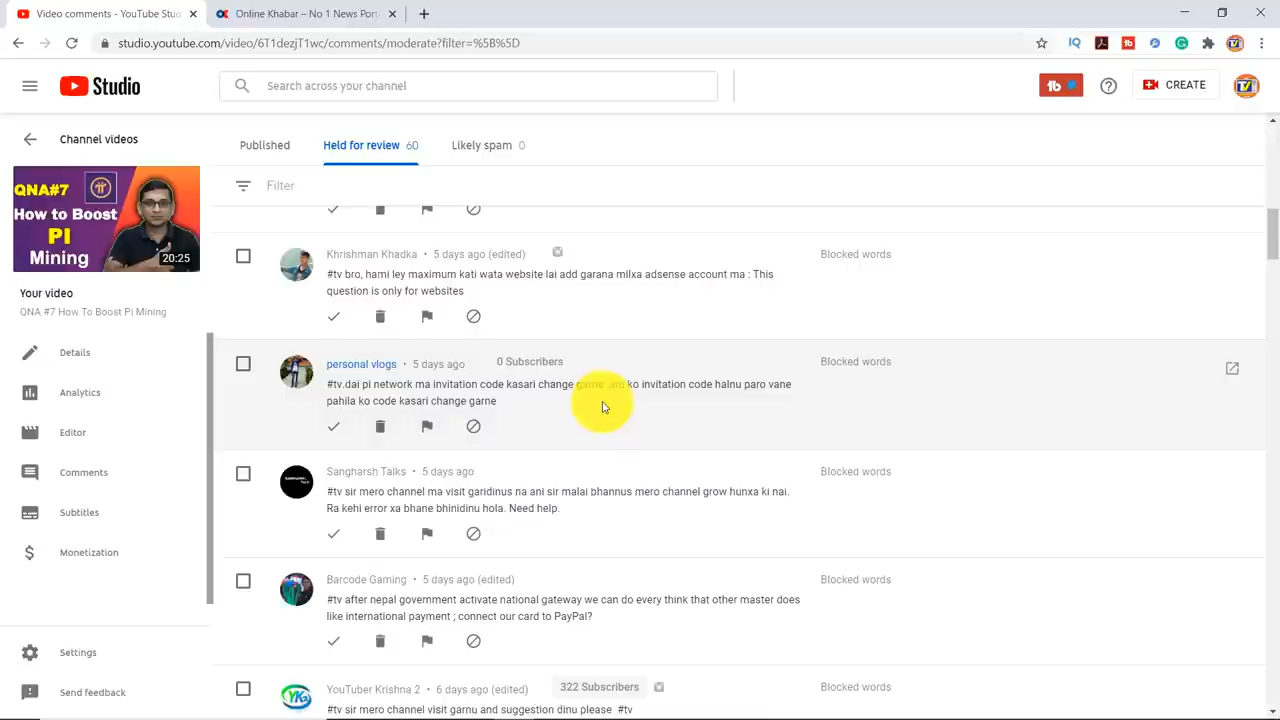 Video comments - YouTube Stu
Online Khabar – No 1 News Port
studio.youtube.com/video/6T1dezjT1wc/comments/moderate?filter=%5B%5D
Studio
Search across your channel
CREATE
Channel videos
Published
Held for review 60
Likely spam 0
Filter
QNA#7
How to Boost
PI
Mining
20:25
Your video
QNA #7 How To Boost Pi Mining
Details
Analytics
Editor
Comments
Subtitles
Monetization
Settings
Send feedback
Khrishman Khadka • 5 days ago (edited)
Blocked words
#tv bro, hami ley maximum kati wata website lai add garana milxa adsense account ma : This
question is only for websites
personal vlogs • 5 days ago
0 Subscribers
Blocked words
#tv.dai pi network ma invitation code kasari change garne ko invitation code halnu paro vane
pahila ko code kasari change garne
Sangharsh Talks • 5 days ago
Blocked words
#tv sir mero channel ma visit garidinus na ani sir malai bhannus mero channel grow hunxa ki nai.
Ra kehi error xa bhane bhinidinu hola. Need help.
Barcode Gaming • 5 days ago (edited)
Blocked words
#tv after nepal government activate national gateway we can do every think that other master does
like international payment ; connect our card to PayPal?
YouTuber Krishna 2 • 6 days ago (edited)
322 Subscribers
Blocked words
#tv sir mero channel visit garnu and suggestion dinu please #tv